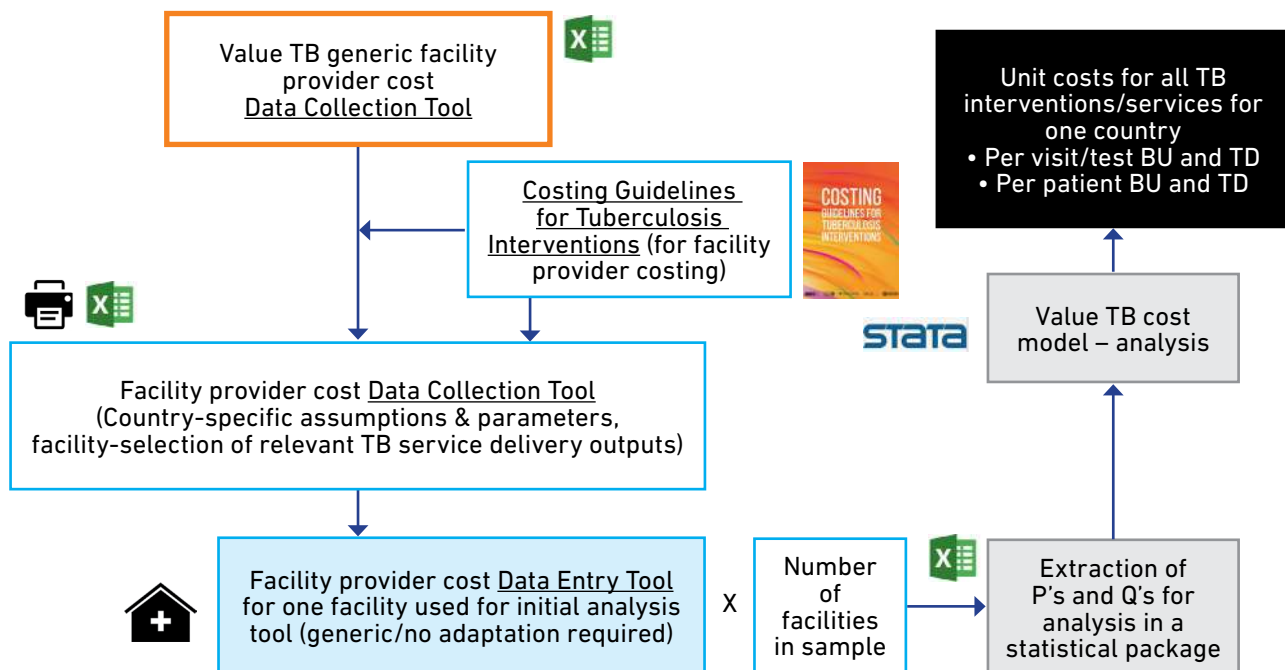 Value TB generic facility
provider cost
Data Collection Tool
Costing Guidelines
for Tuberculosis
Interventions (for facility
provider costing)
COSTING
GUIDELINES FOR
TUBERCULOSIS
INTERVENTIONS
Facility provider cost Data Collection Tool
(Country-specific assumptions & parameters,
facility-selection of relevant TB service delivery outputs)
Facility provider cost Data Entry Tool
for one facility used for initial analysis
tool (generic/no adaptation required)
X
Number
of
facilities
in sample
Extraction of
P's and Q's for
analysis in a
statistical package
STATA
Value TB cost
model – analysis
Unit costs for all TB
interventions/services for
one country
• Per visit/test BU and TD
• Per patient BU and TD
X
X
X